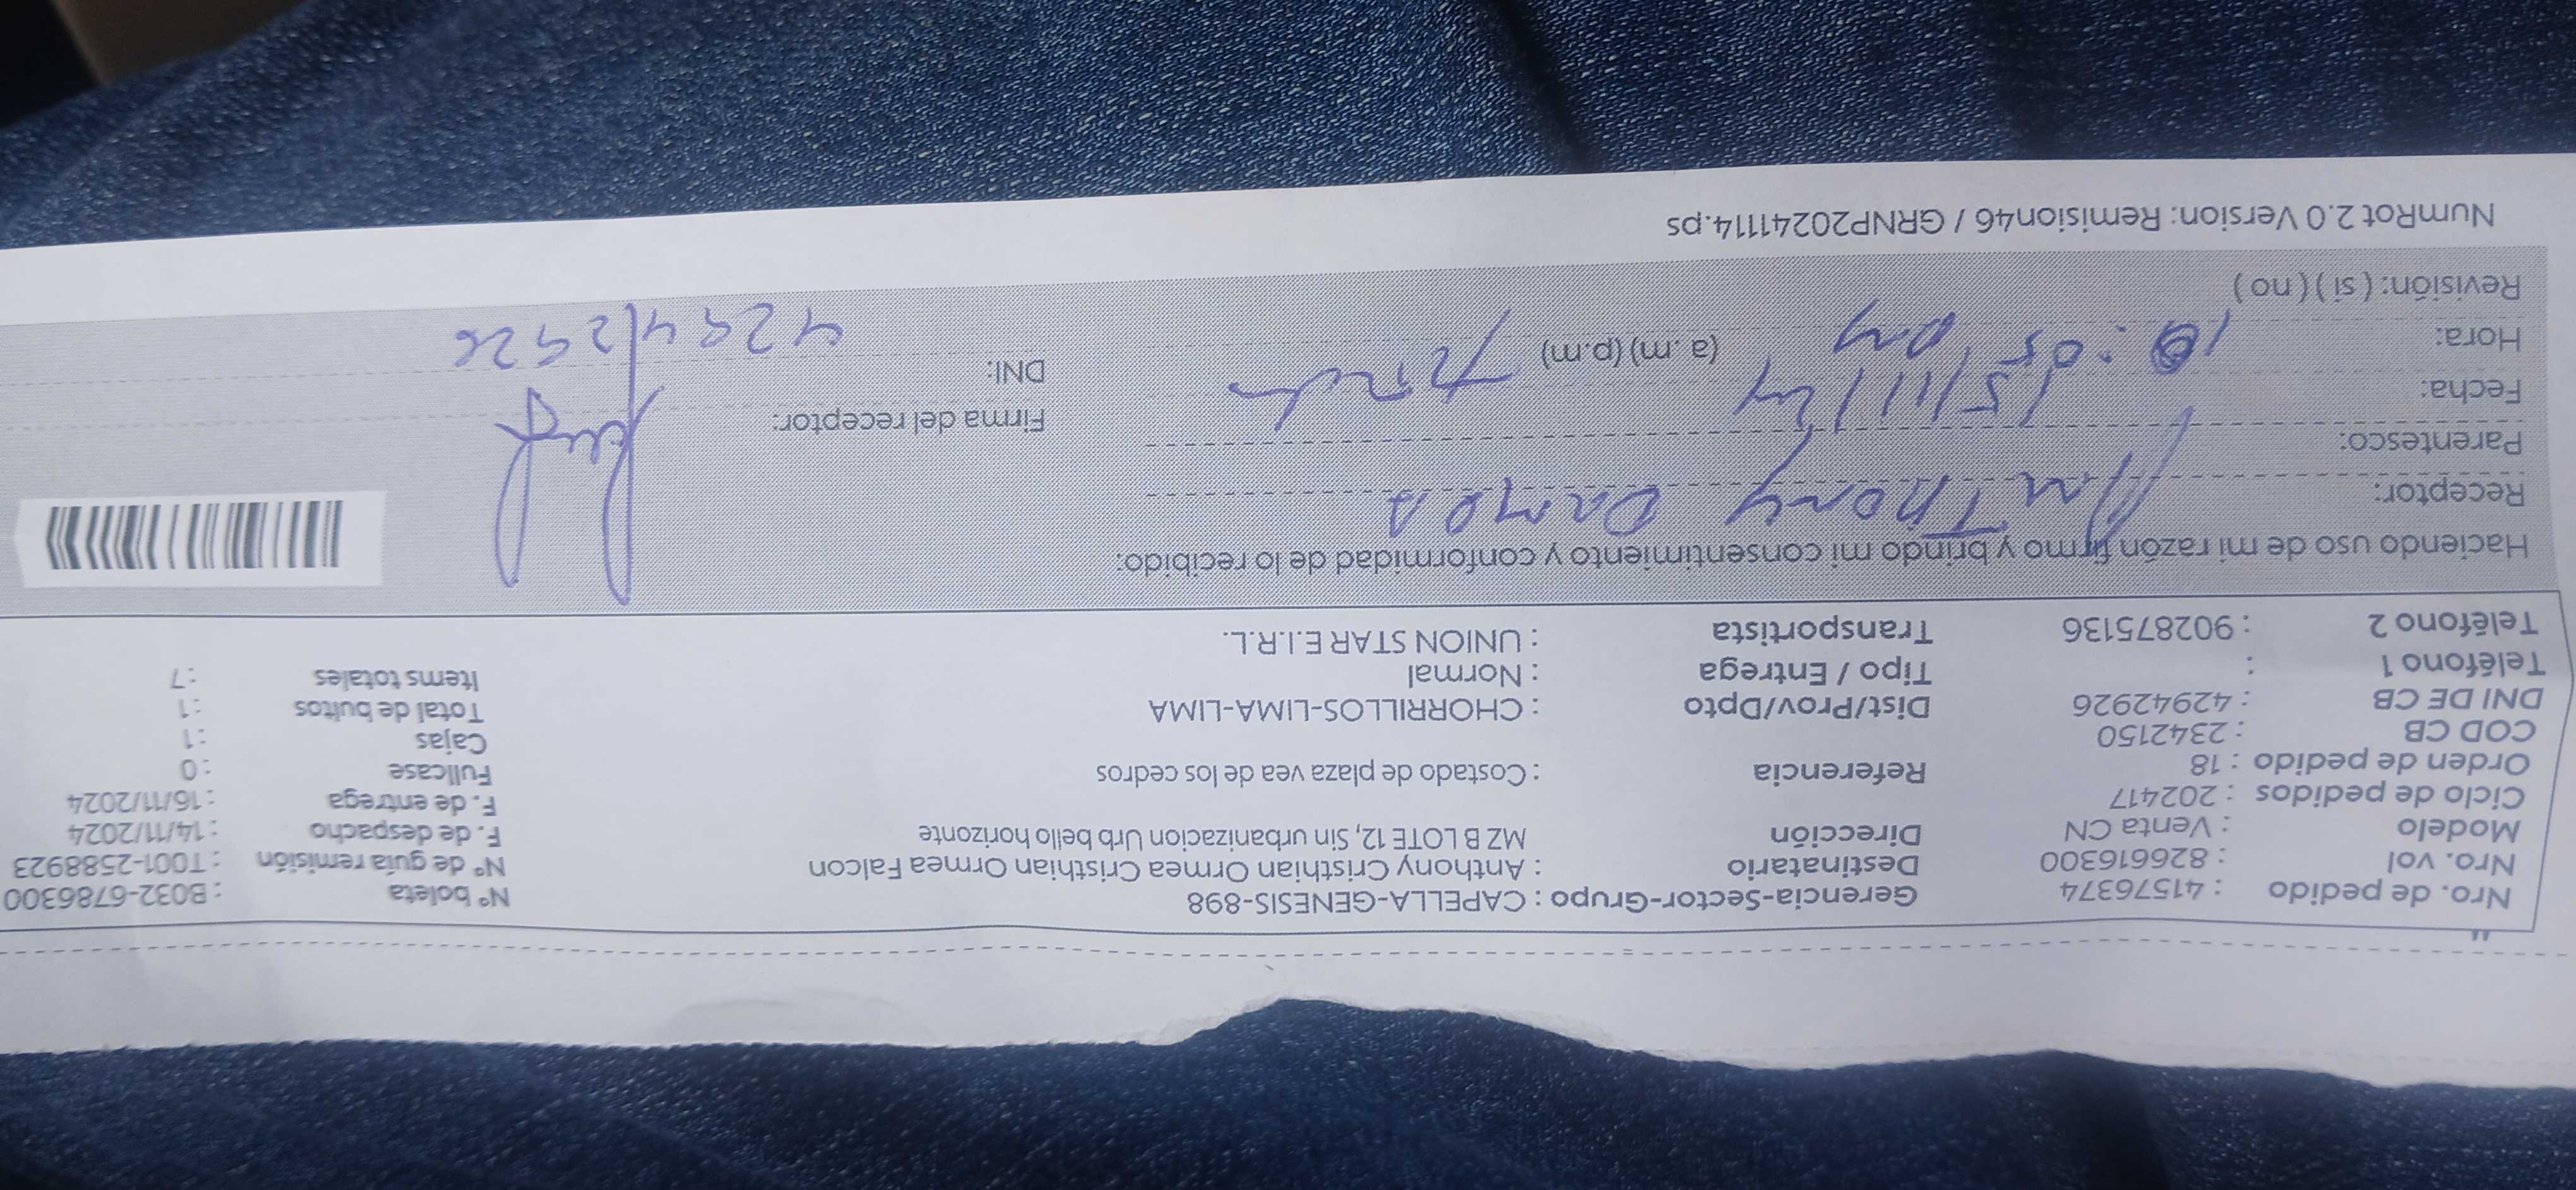 Nro. de pedido : 41576374 Gerencia-Sector-Grupo : CAPELLA-GENESIS-898 N° boleta : B032-6786300
Nro. vol : 826616300 Destinatario : Anthony Cristhian Ormea Cristhian Ormea Falcon N° de guía remisión : T001-2588923
Modelo : Venta CN Dirección MZ B LOTE 12, Sin urbanizacion Urb bello horizonte F. de despacho : 14/11/2024
Ciclo de pedidos : 202417 F. de entrega : 16/11/2024
Orden de pedido : 18 Referencia : Costado de plaza vea de los cedros Fullcase : 0
COD CB : 2342150 Cajas : 1
DNI DE CB : 42942926 Dist/Prov/Dpto : CHORRILLOS-LIMA-LIMA Total de bultos : 1
Teléfono 1 : Tipo / Entrega : Normal Items totales : 7
Teléfono 2 : 902875136 Transportista : UNION STAR E.I.R.L.
Haciendo uso de mi razón firmo y brindo mi consentimiento y conformidad de lo recibido:
Receptor: AnThony
Parentesco: Firma del receptor:
Fecha: 15/11/24
Hora: 10:05 (a.m) (p.m) DNI: 42942926
Revisión: ( si ) ( no )
NumRot 2.0 Version: Remision46 / GRNP20241114.ps